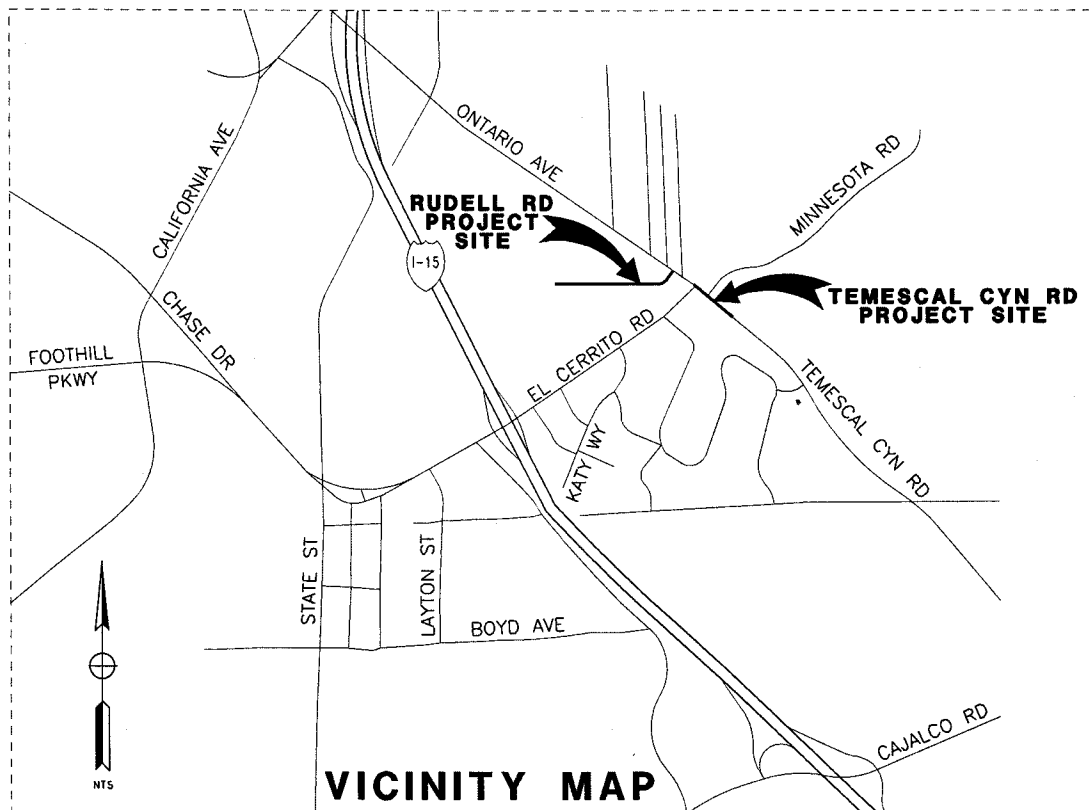 ONTARIO AVE
CALIFORNIA AVE
MINNESOTA RD
RUDELL RD
PROJECT
SITE
I-15
TEMESCAL CYN RD
PROJECT SITE
CHASE DR
EL CERRITO RD
FOOTHILL
PKWY
TEMESCAL CYN RD
KATY WY
STATE ST
LAYTON ST
BOYD AVE
CAJALCO RD
NTS
VICINITY MAP